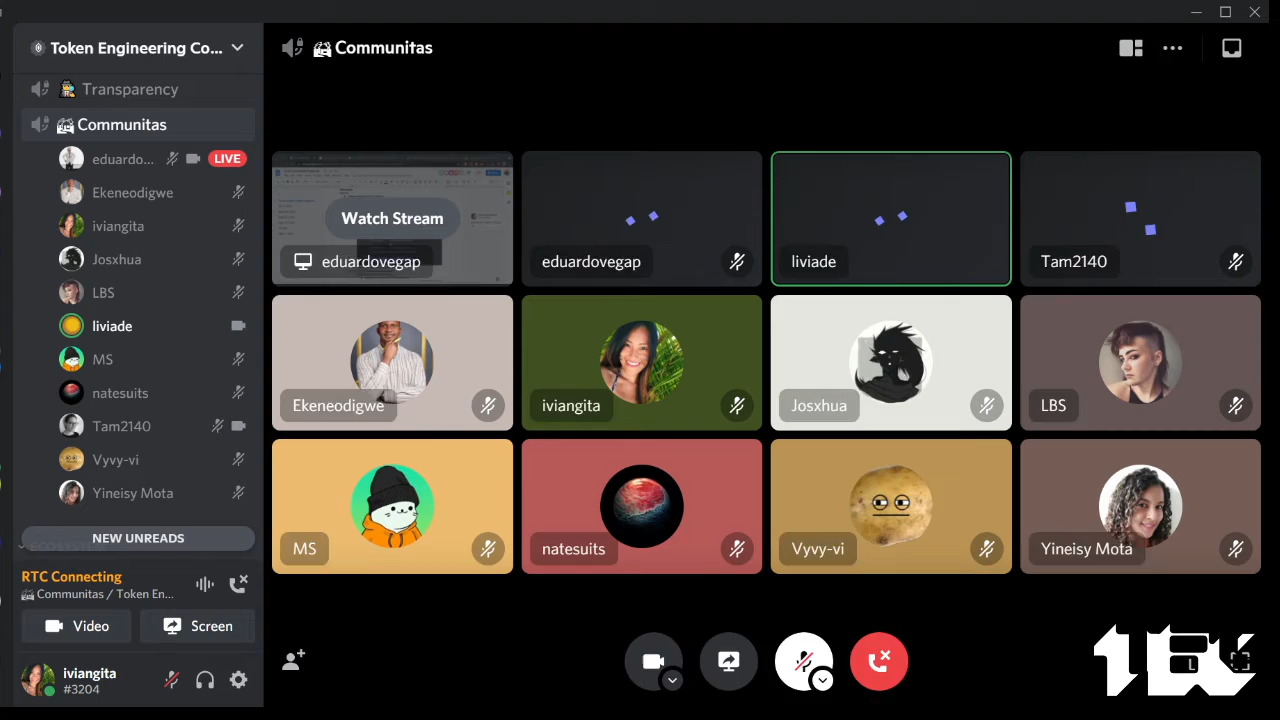 Token Engineering Co...
Transparency
Communitas
eduardo...
LIVE
Ekeneodigwe
iviangita
Josxhua
LBS
liviade
MS
natesuits
Tam2140
Vyvy-vi
Yineisy Mota
NEW UNREADS
RTC Connecting
Communitas / Token En...
Video
Screen
iviangita
#3204
Communitas
Watch Stream
eduardovegap
eduardovegap
liviade
Tam2140
Ekeneodigwe
iviangita
Josxhua
LBS
MS
natesuits
Vyvy-vi
Yineisy Mota